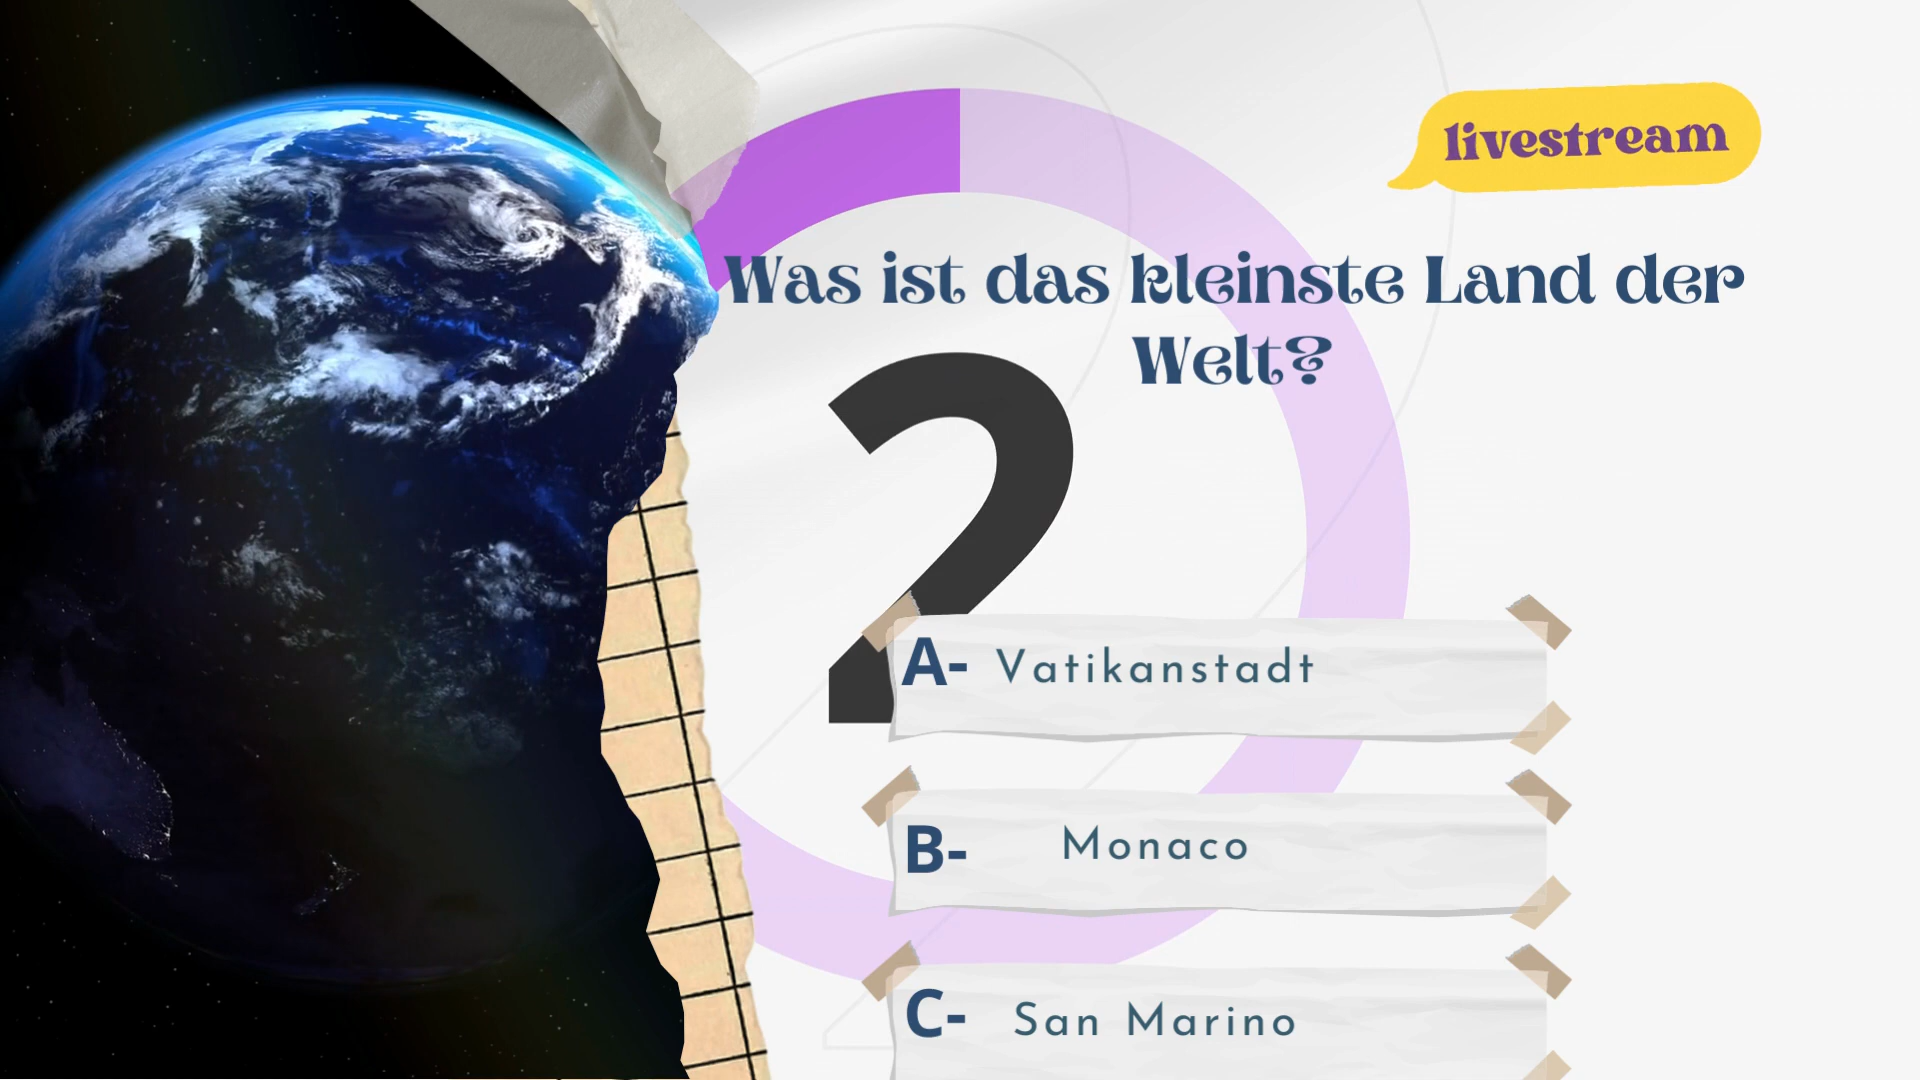 livestream
Was ist das kleinste Land der
Welt?
2
A- Vatikanstadt
B- Monaco
C- San Marino